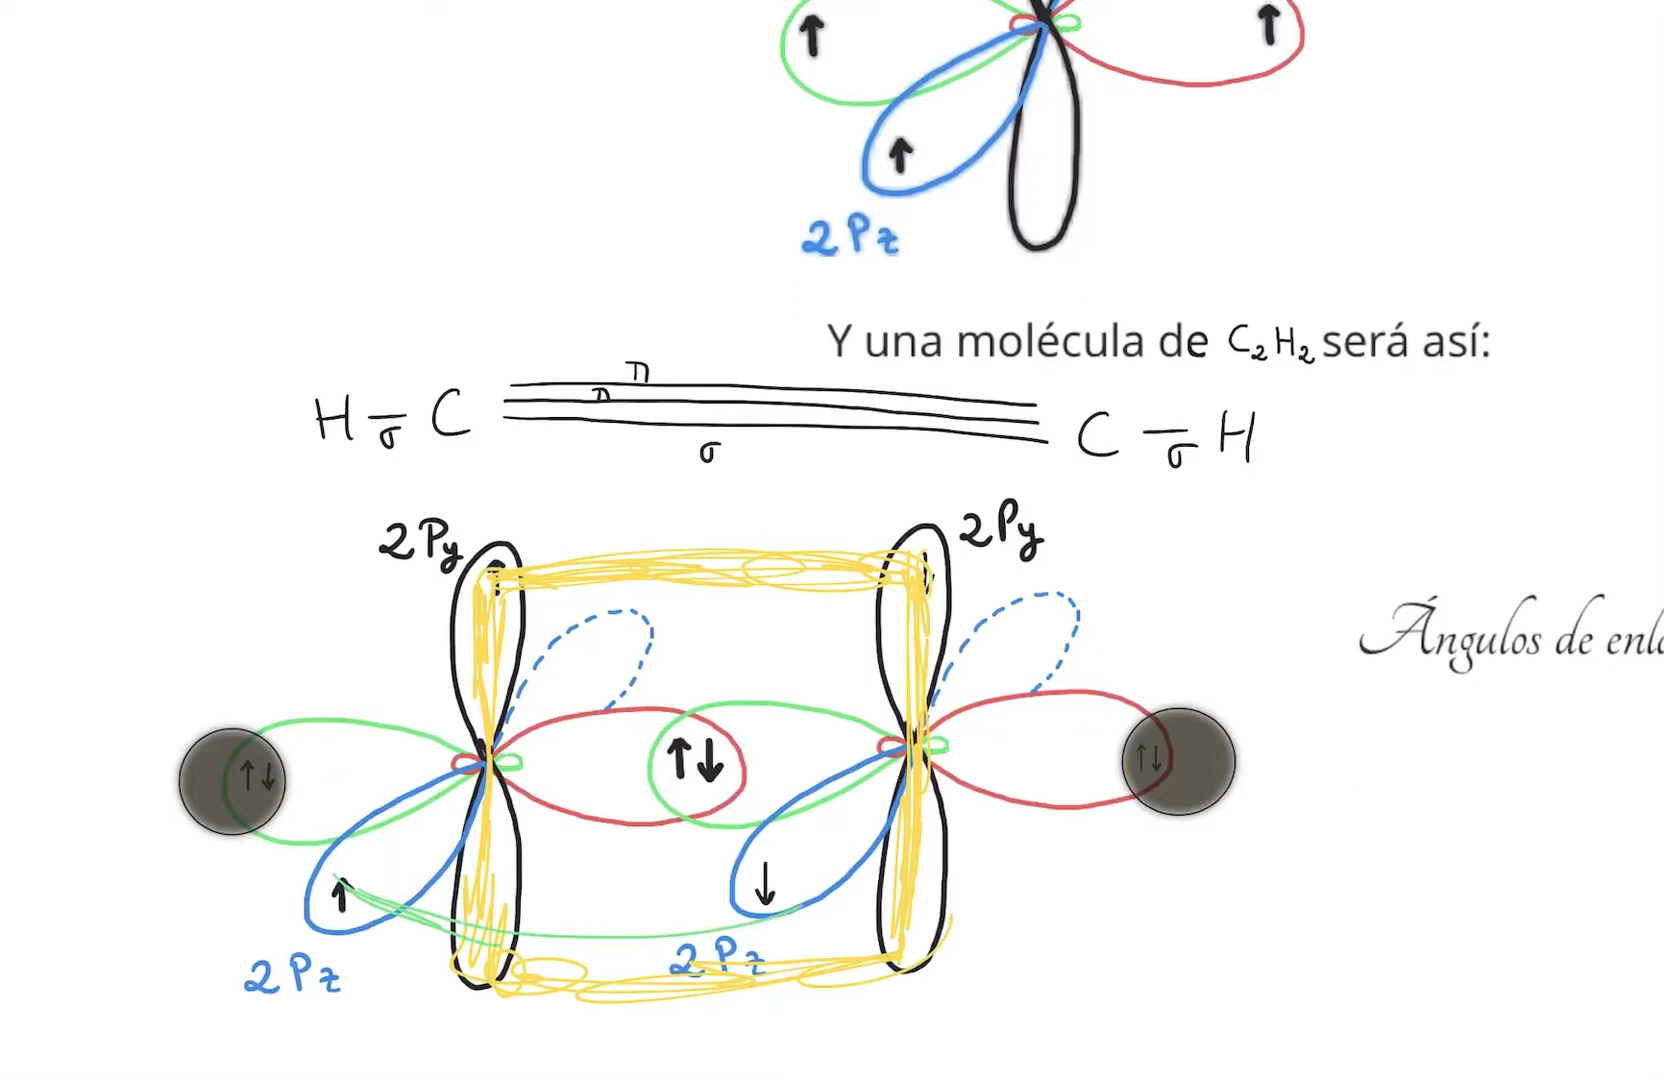 ↑ ↑
↑
2Pz
Y una molécula de C₂H₂ será así:
π
π
H – C ≡ C – H
σ σ σ
2Py 2Py
Ángulos de enl
↑↓ ↑↓ ↑↓
↑ ↓
2Pz 2Pz